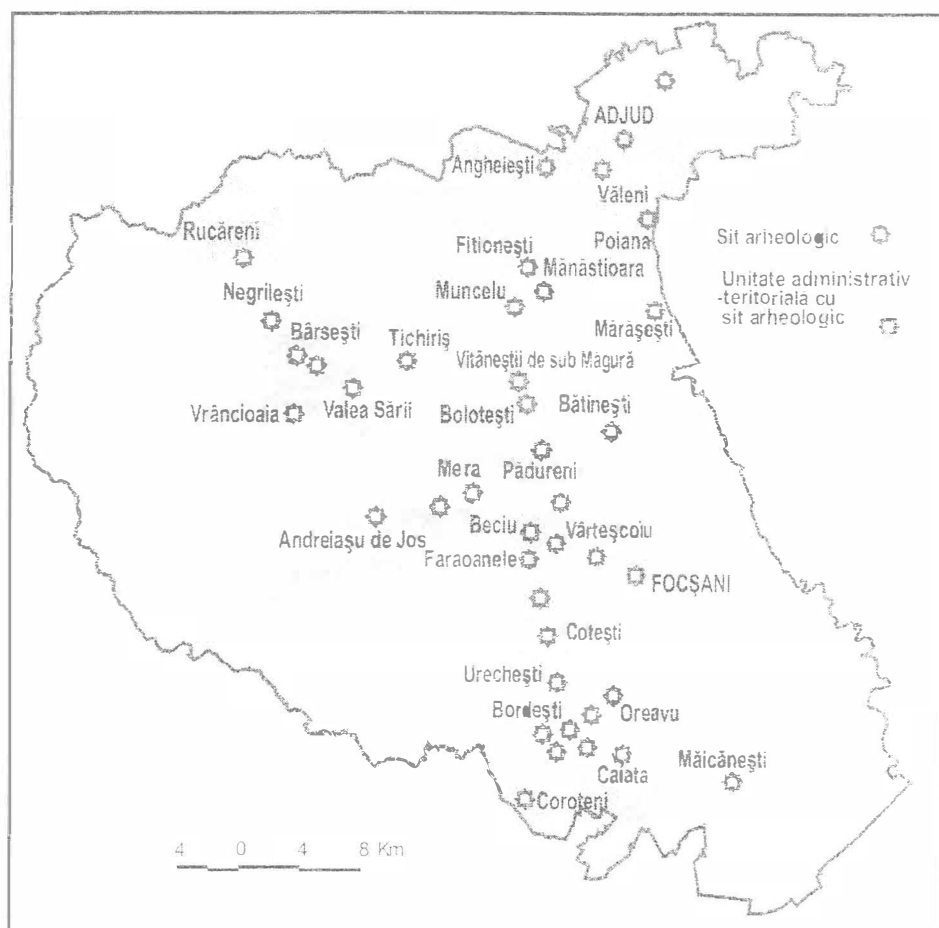 ADJUD
Angheleşti
Văleni
Rucăreni
Poiana
Sit arheologic
Fitioneşti
Mănăstioara
Unitate administrativ
-teritorială cu
sit arheologic
Negrileşti
Muncelu
Mărăşeşti
Bârseşti
Tichiriş
Vităneştii de sub Măgură
Vrâncioaia
Valea Sării
Boloteşti
Bătineşti
Mera
Pădureni
Andreiaşu de Jos
Beciu
Vârteşcoiu
Faraoanele
FOCŞANI
Coteşti
Urecheşti
Bordeşti
Oreavu
Căiata
Măicăneşti
Coroteni
4 0 4 8 Km